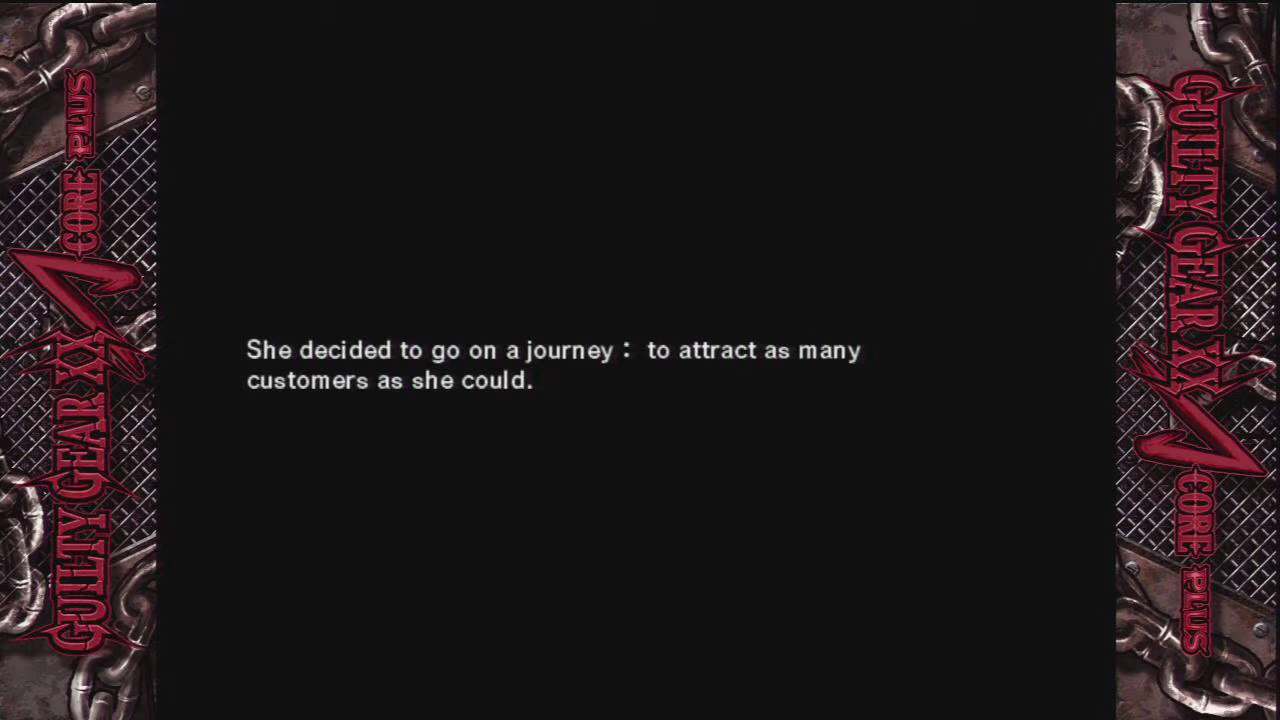 GUILTY GEAR XX Λ CORE PLUS
She decided to go on a journey： to attract as many
customers as she could.
GUILTY GEAR XX Λ CORE PLUS